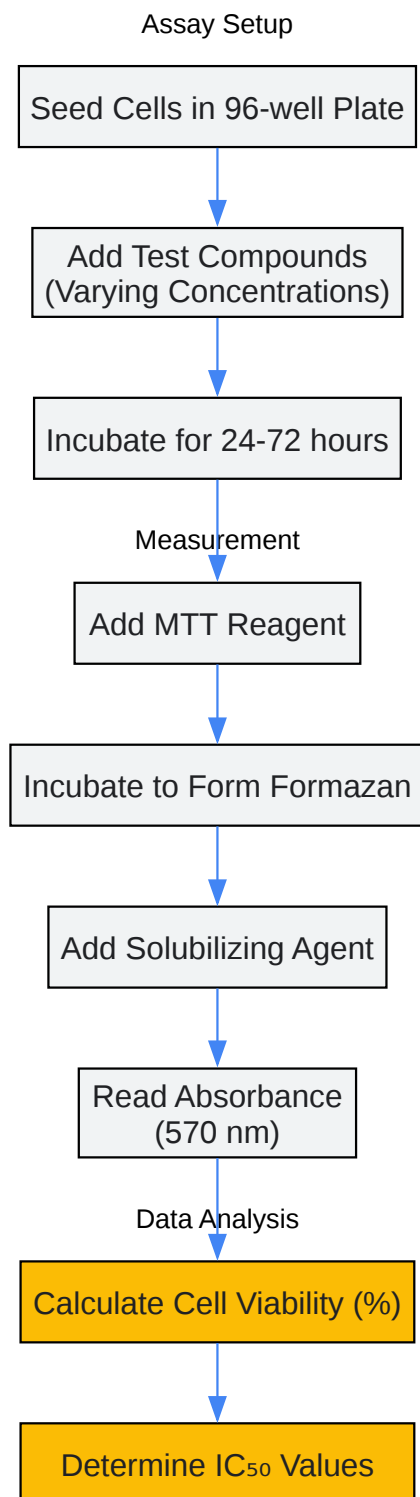 Assay Setup
Seed Cells in 96-well Plate
Add Test Compounds
(Varying Concentrations)
Incubate for 24-72 hours
Measurement
Add MTT Reagent
Incubate to Form Formazan
Add Solubilizing Agent
Read Absorbance
(570 nm)
Data Analysis
Calculate Cell Viability (%)
Determine IC₅₀ Values